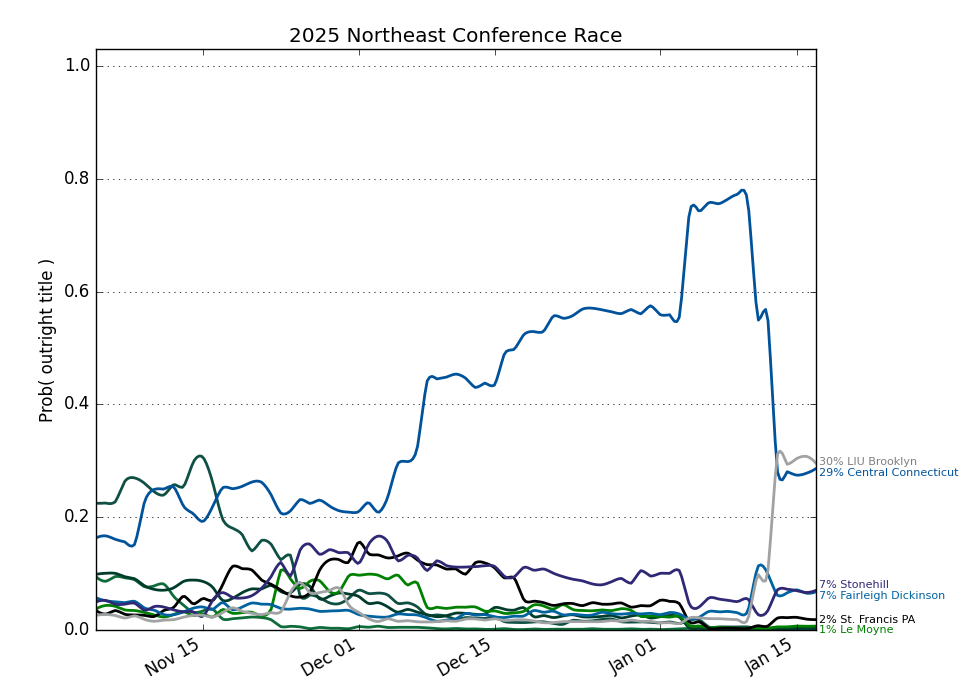 2025 Northeast Conference Race
Prob( outright title )
1.0
0.8
0.6
0.4
0.2
0.0
30% LIU Brooklyn
29% Central Connecticut
7% Stonehill
7% Fairleigh Dickinson
2% St. Francis PA
1% Le Moyne
Nov 15
Dec 01
Dec 15
Jan 01
Jan 15